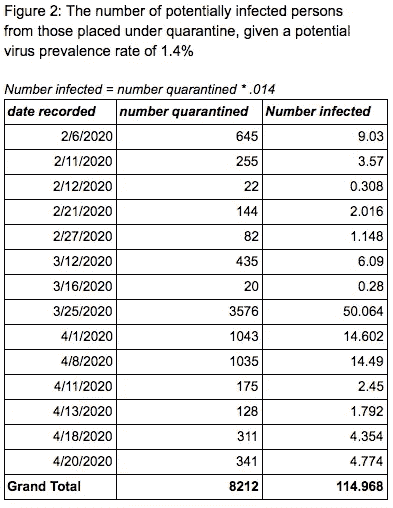 Figure 2: The number of potentially infected persons
from those placed under quarantine, given a potential
virus prevalence rate of 1.4%
Number infected = number quarantined * .014
date recorded number quarantined Number infected
2/6/2020 645 9.03
2/11/2020 255 3.57
2/12/2020 22 0.308
2/21/2020 144 2.016
2/27/2020 82 1.148
3/12/2020 435 6.09
3/16/2020 20 0.28
3/25/2020 3576 50.064
4/1/2020 1043 14.602
4/8/2020 1035 14.49
4/11/2020 175 2.45
4/13/2020 128 1.792
4/18/2020 311 4.354
4/20/2020 341 4.774
Grand Total 8212 114.968